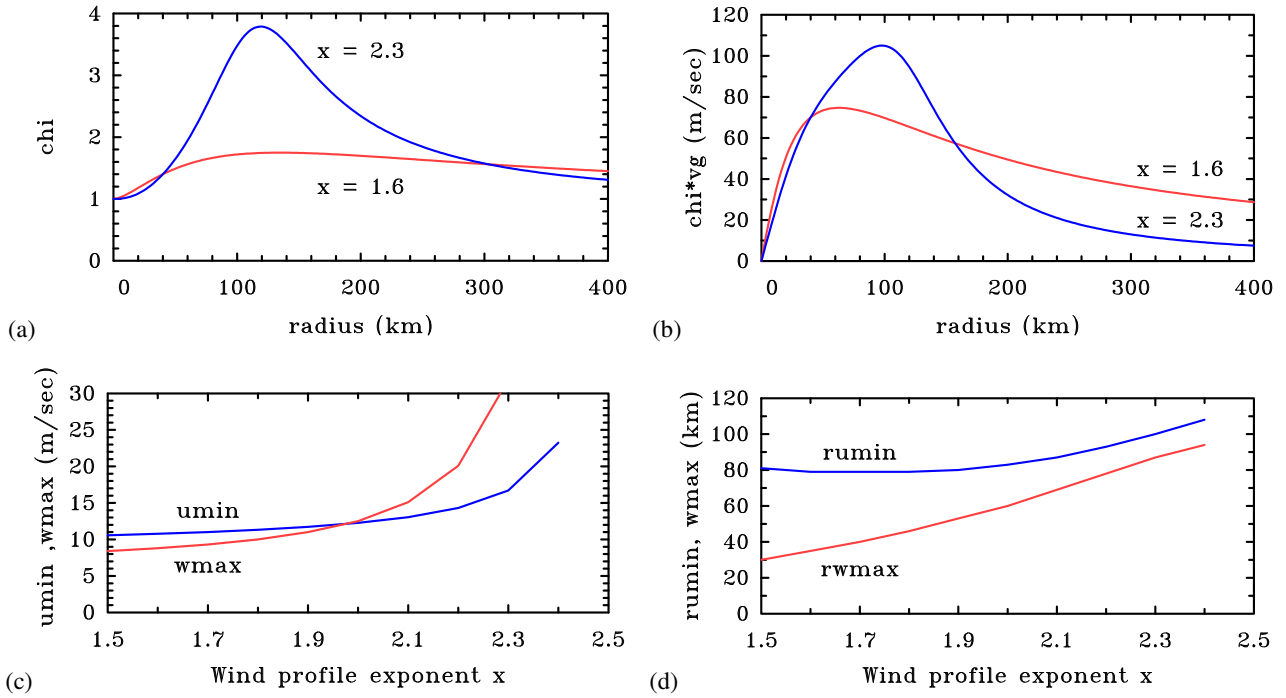 4
3
2
1
0
chi
x = 2.3
x = 1.6
0 100 200 300 400
radius (km)
(a)
120
100
80
60
40
20
0
chi*vg (m/sec)
x = 1.6
x = 2.3
0 100 200 300 400
radius (km)
(b)
30
25
20
15
10
5
0
umin ,wmax (m/sec)
umin
wmax
1.5 1.7 1.9 2.1 2.3 2.5
Wind profile exponent x
(c)
120
100
80
60
40
20
0
rumin, wmax (km)
rumin
rwmax
1.5 1.7 1.9 2.1 2.3 2.5
Wind profile exponent x
(d)